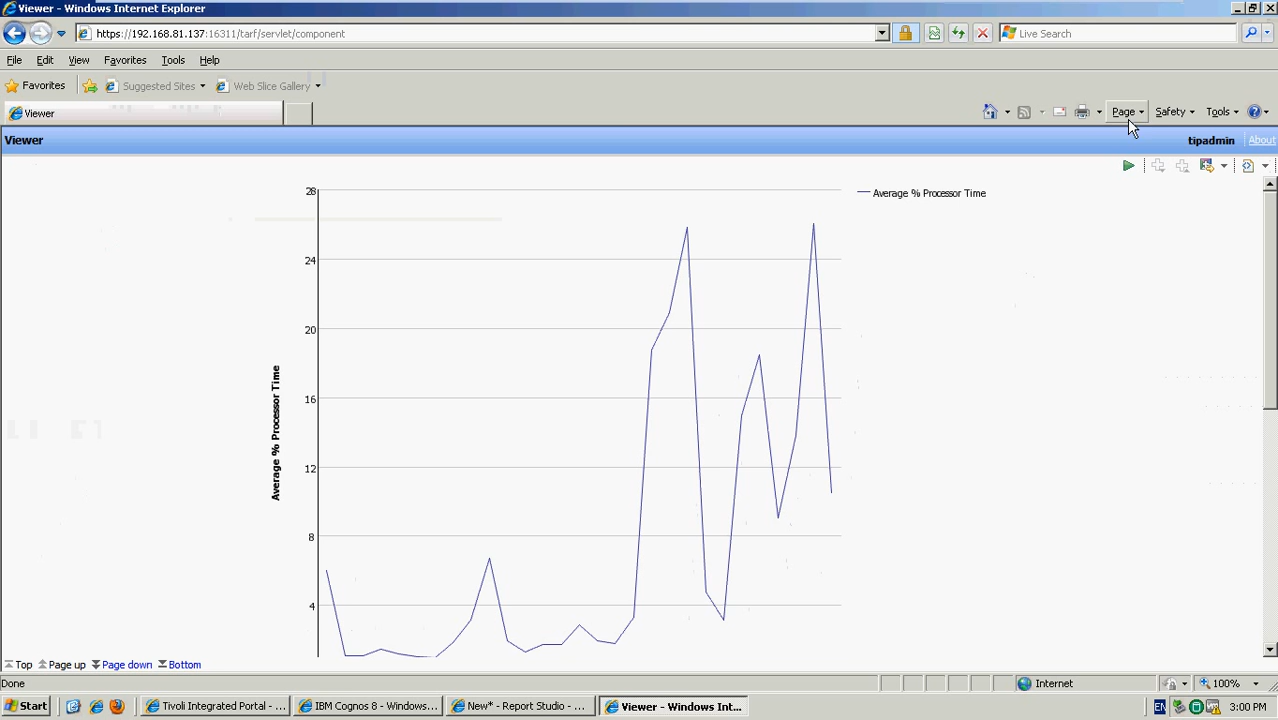 Viewer - Windows Internet Explorer
https://192.168.81.137:16311/tarf/servlet/component
Live Search
File Edit View Favorites Tools Help
Favorites Suggested Sites Web Slice Gallery
Viewer
Page Safety Tools
Viewer
tipadmin About
28
24
20
16
12
8
4
Average % Processor Time
Average % Processor Time
Top Page up Page down Bottom
Done
Internet
100%
Start
Tivoli Integrated Portal - ...
IBM Cognos 8 - Windows...
New* - Report Studio - ...
Viewer - Windows Int...
EN
3:00 PM